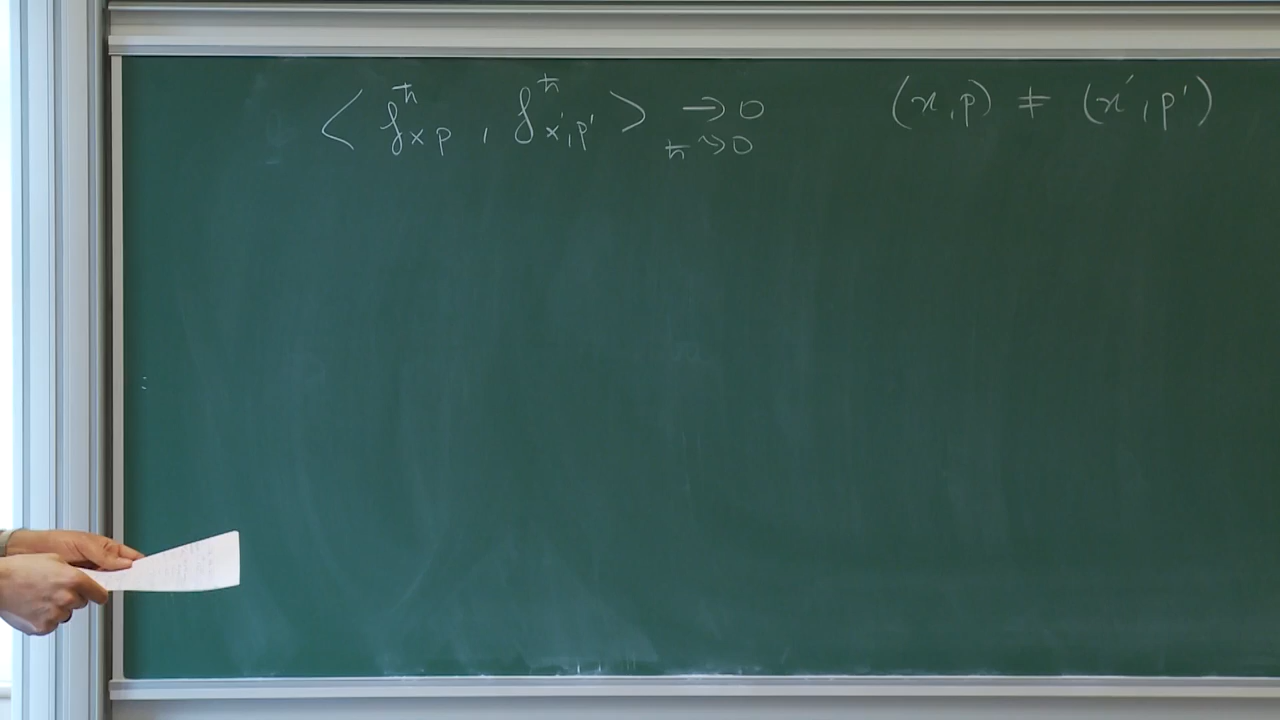 ⟨ f^ħ_{x p} , f^ħ_{x', p'} ⟩ → 0 (x, p) ≠ (x', p')
ħ → 0